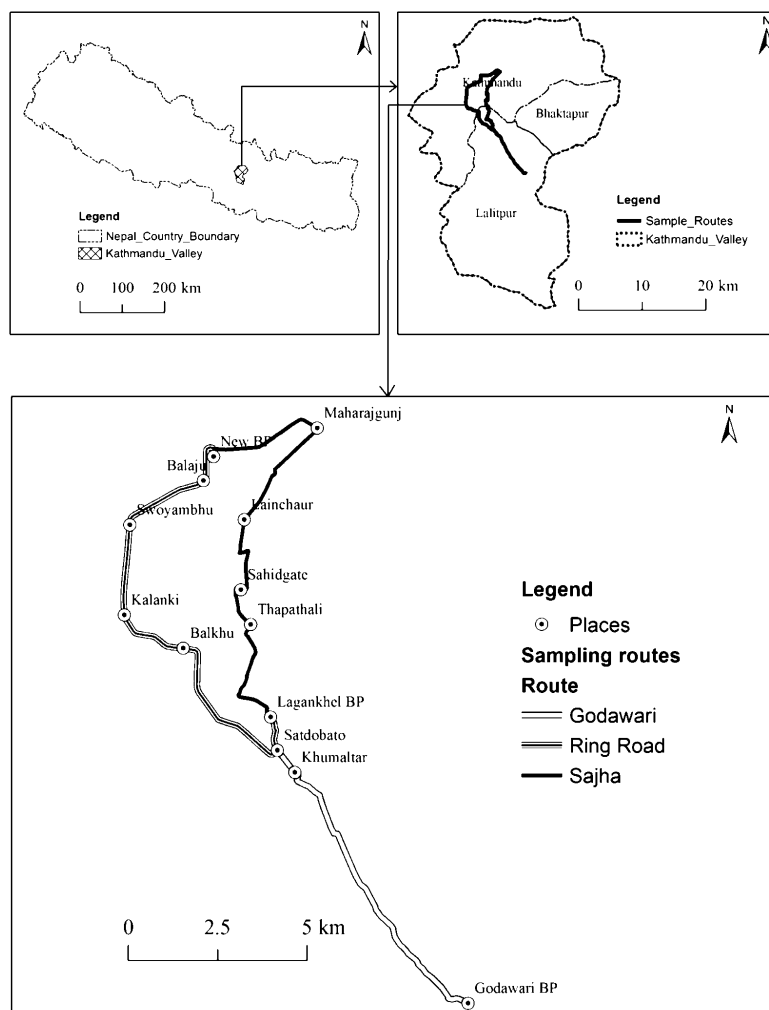 N
Legend
Nepal_Country_Boundary
Kathmandu_Valley
0 100 200 km
N
Kathmandu
Bhaktapur
Lalitpur
Legend
Sample_Routes
Kathmandu_Valley
0 10 20 km
N
Maharajgunj
New BP
Balaju
Lainchaur
Swoyambhu
Sahidgate
Kalanki
Thapathali
Balkhu
Lagankhel BP
Satdobato
Khumaltar
Godawari BP
Legend
Places
Sampling routes
Route
Godawari
Ring Road
Sajha
0 2.5 5 km